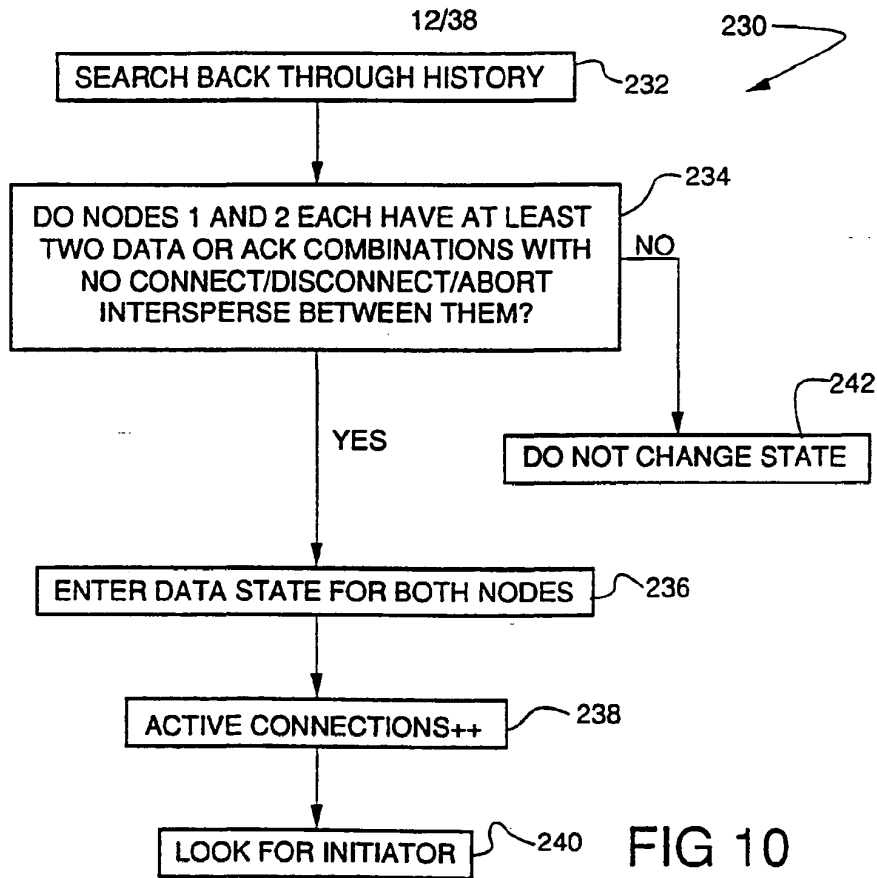 12/38
230
SEARCH BACK THROUGH HISTORY
232
234
DO NODES 1 AND 2 EACH HAVE AT LEAST
TWO DATA OR ACK COMBINATIONS WITH
NO CONNECT/DISCONNECT/ABORT
INTERSPERSE BETWEEN THEM?
NO
242
YES
DO NOT CHANGE STATE
ENTER DATA STATE FOR BOTH NODES
236
ACTIVE CONNECTIONS++
238
LOOK FOR INITIATOR
240
FIG 10